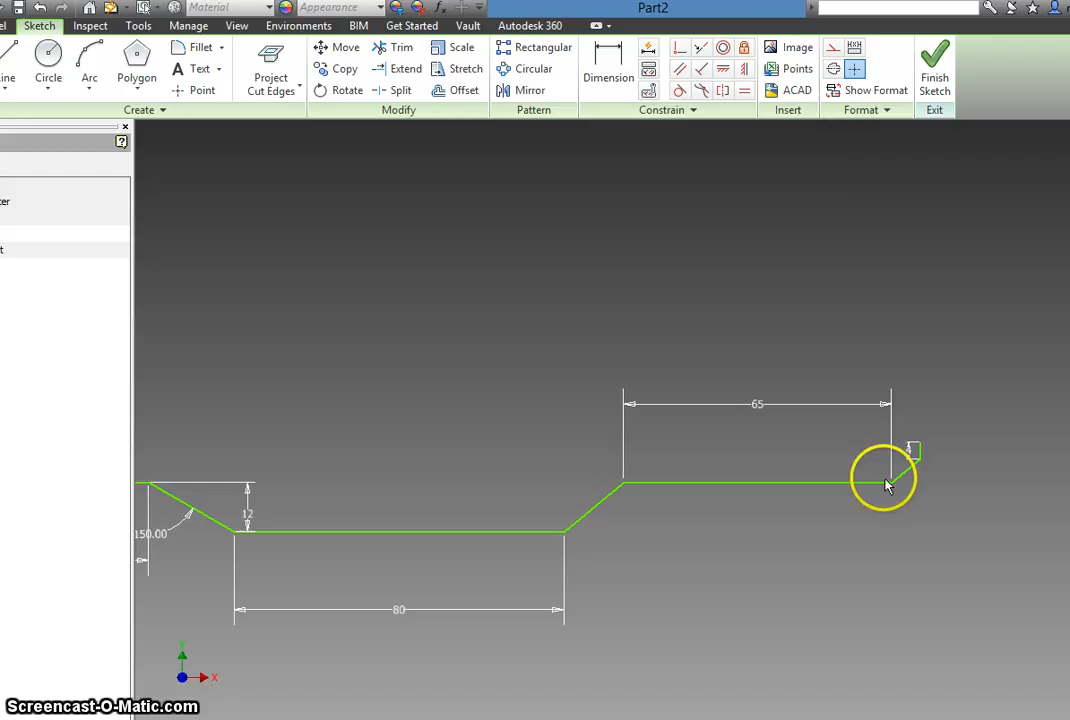 Material Appearance Part2
Sketch Inspect Tools Manage View Environments BIM Get Started Vault Autodesk 360
Fillet Move Trim Scale Rectangular Image
Circle Arc Polygon Text Project Copy Extend Stretch Circular Dimension Points Finish
Point Cut Edges Rotate Split Offset Mirror ACAD Show Format Sketch
Create Modify Pattern Constrain Insert Format Exit
65
4
12
150.00
80
Y
X
Screencast-O-Matic.com